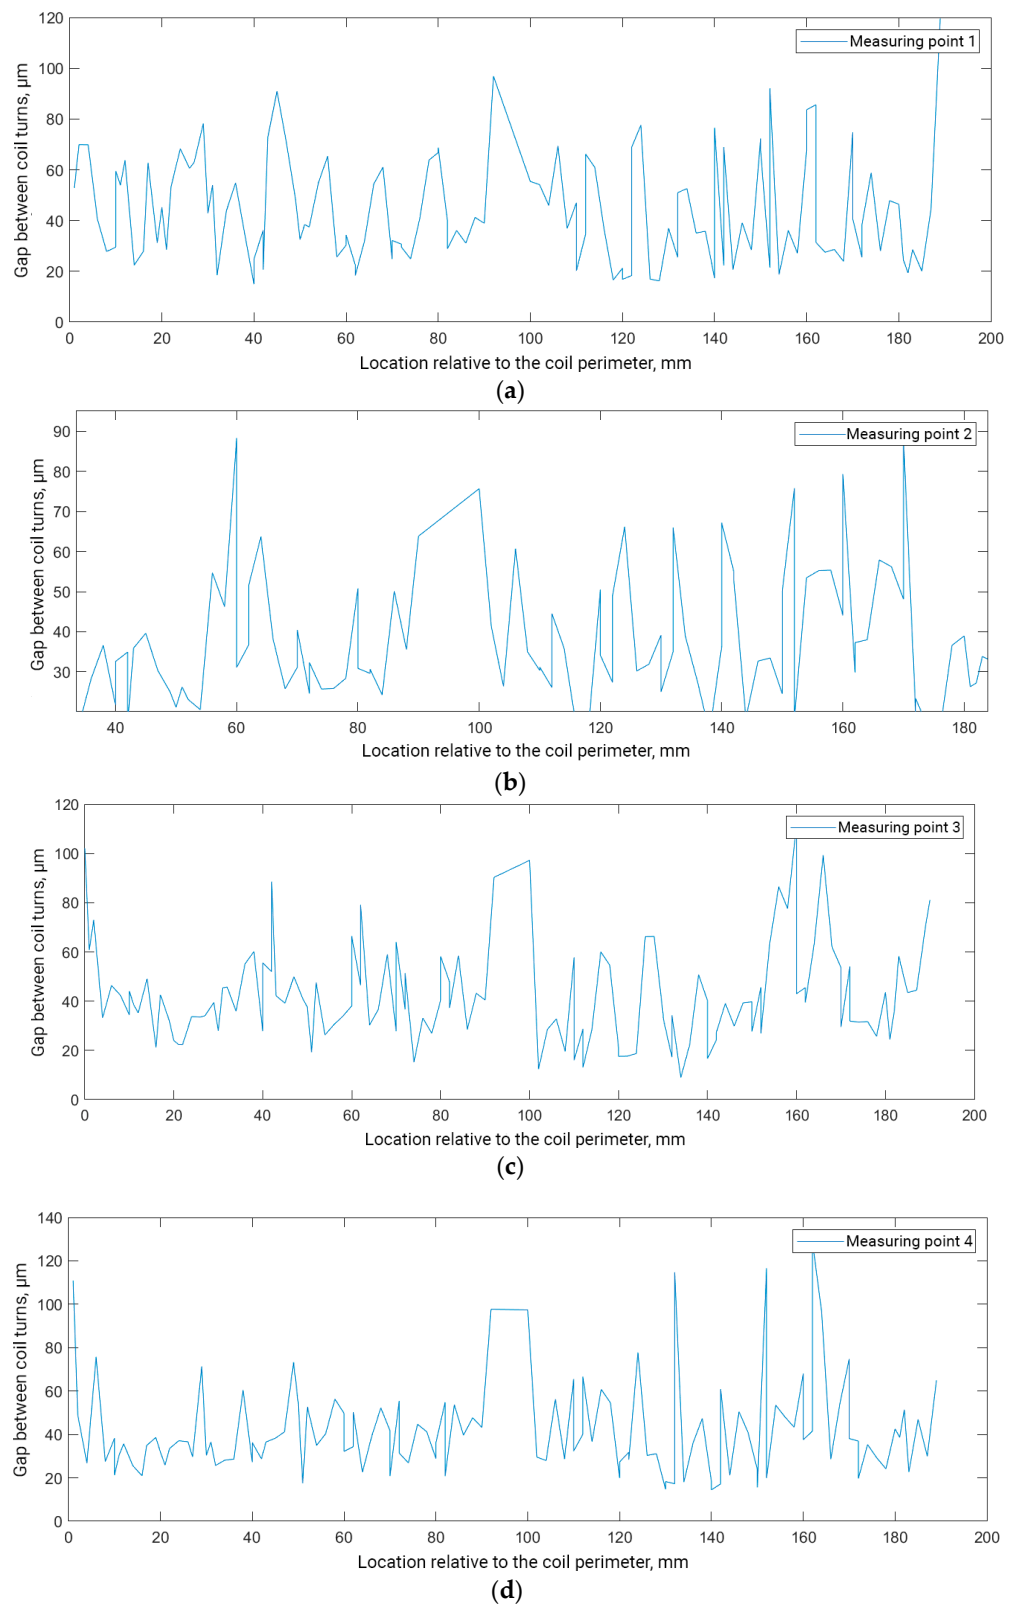 120
100
80
60
40
20
0
Gap between coil turns, µm
Measuring point 1
0 20 40 60 80 100 120 140 160 180 200
Location relative to the coil perimeter, mm
(a)
90
80
70
60
50
40
30
Gap between coil turns, µm
Measuring point 2
40 60 80 100 120 140 160 180
Location relative to the coil perimeter, mm
(b)
120
100
80
60
40
20
0
Gap between coil turns, µm
Measuring point 3
0 20 40 60 80 100 120 140 160 180 200
Location relative to the coil perimeter, mm
(c)
140
120
100
80
60
40
20
0
Gap between coil turns, µm
Measuring point 4
0 20 40 60 80 100 120 140 160 180 200
Location relative to the coil perimeter, mm
(d)